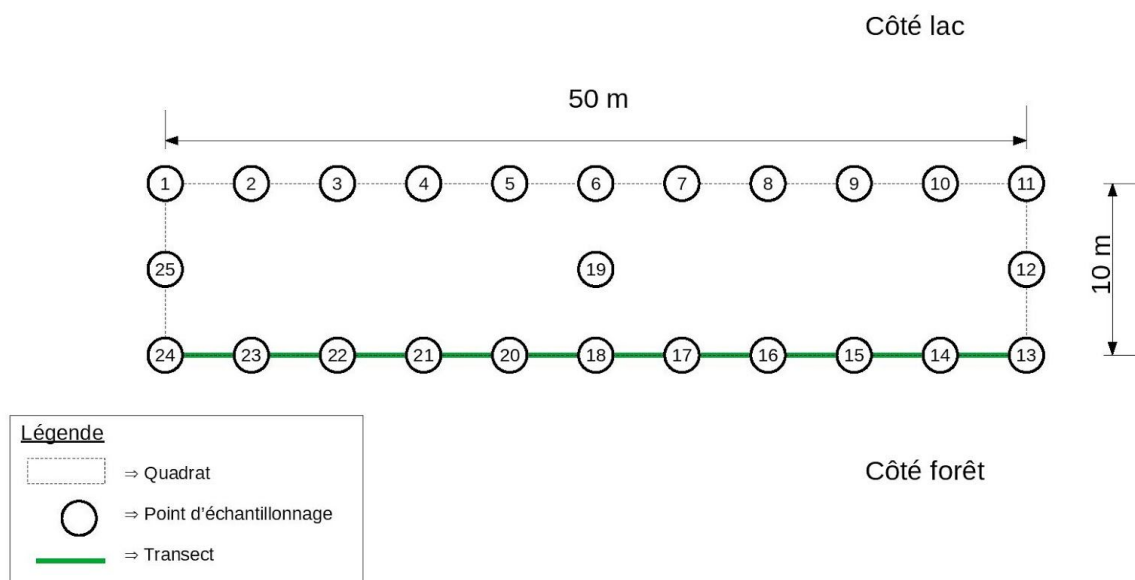 Côté lac
50 m
1 2 3 4 5 6 7 8 9 10 11
25 19 12
10 m
24 23 22 21 20 18 17 16 15 14 13
Légende
⇒ Quadrat
⇒ Point d'échantillonnage
⇒ Transect
Côté forêt